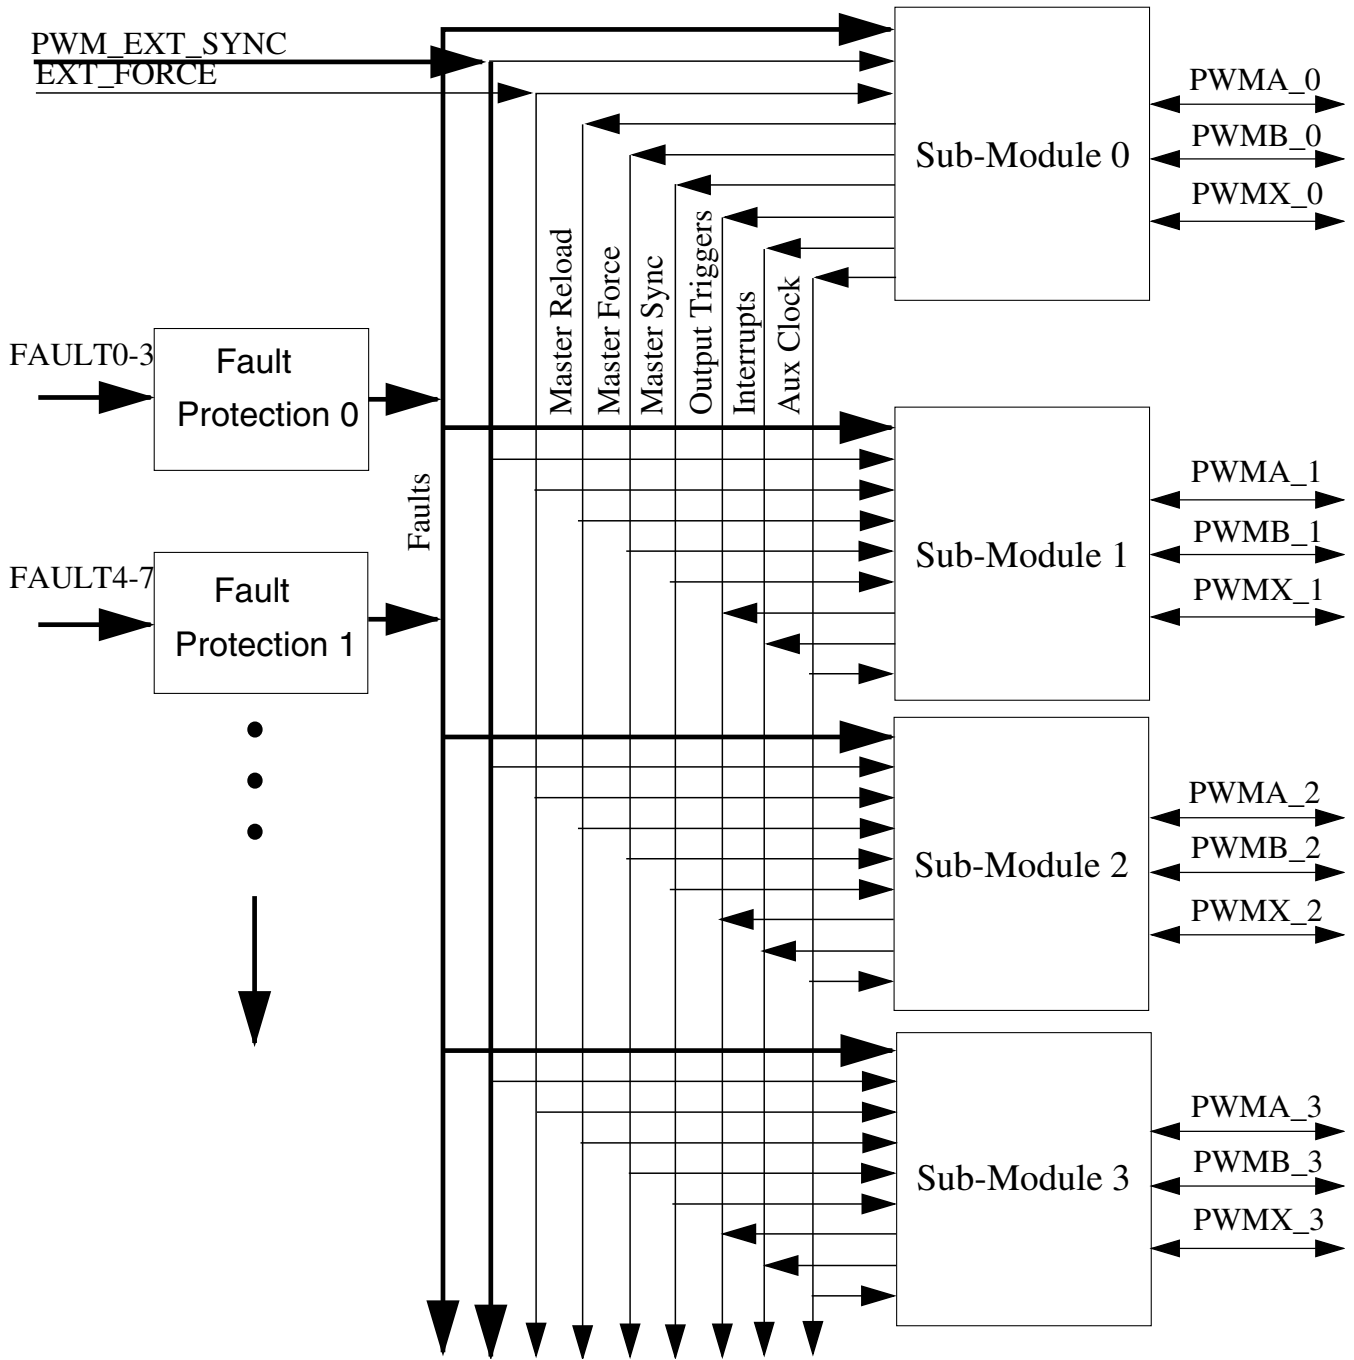 PWM_EXT_SYNC
EXT_FORCE
Sub-Module 0
PWMA_0
PWMB_0
PWMX_0
Master Reload
Master Force
Master Sync
Output Triggers
Interrupts
Aux Clock
FAULT0-3
Fault
Protection 0
Faults
Sub-Module 1
PWMA_1
PWMB_1
PWMX_1
FAULT4-7
Fault
Protection 1
Sub-Module 2
PWMA_2
PWMB_2
PWMX_2
Sub-Module 3
PWMA_3
PWMB_3
PWMX_3